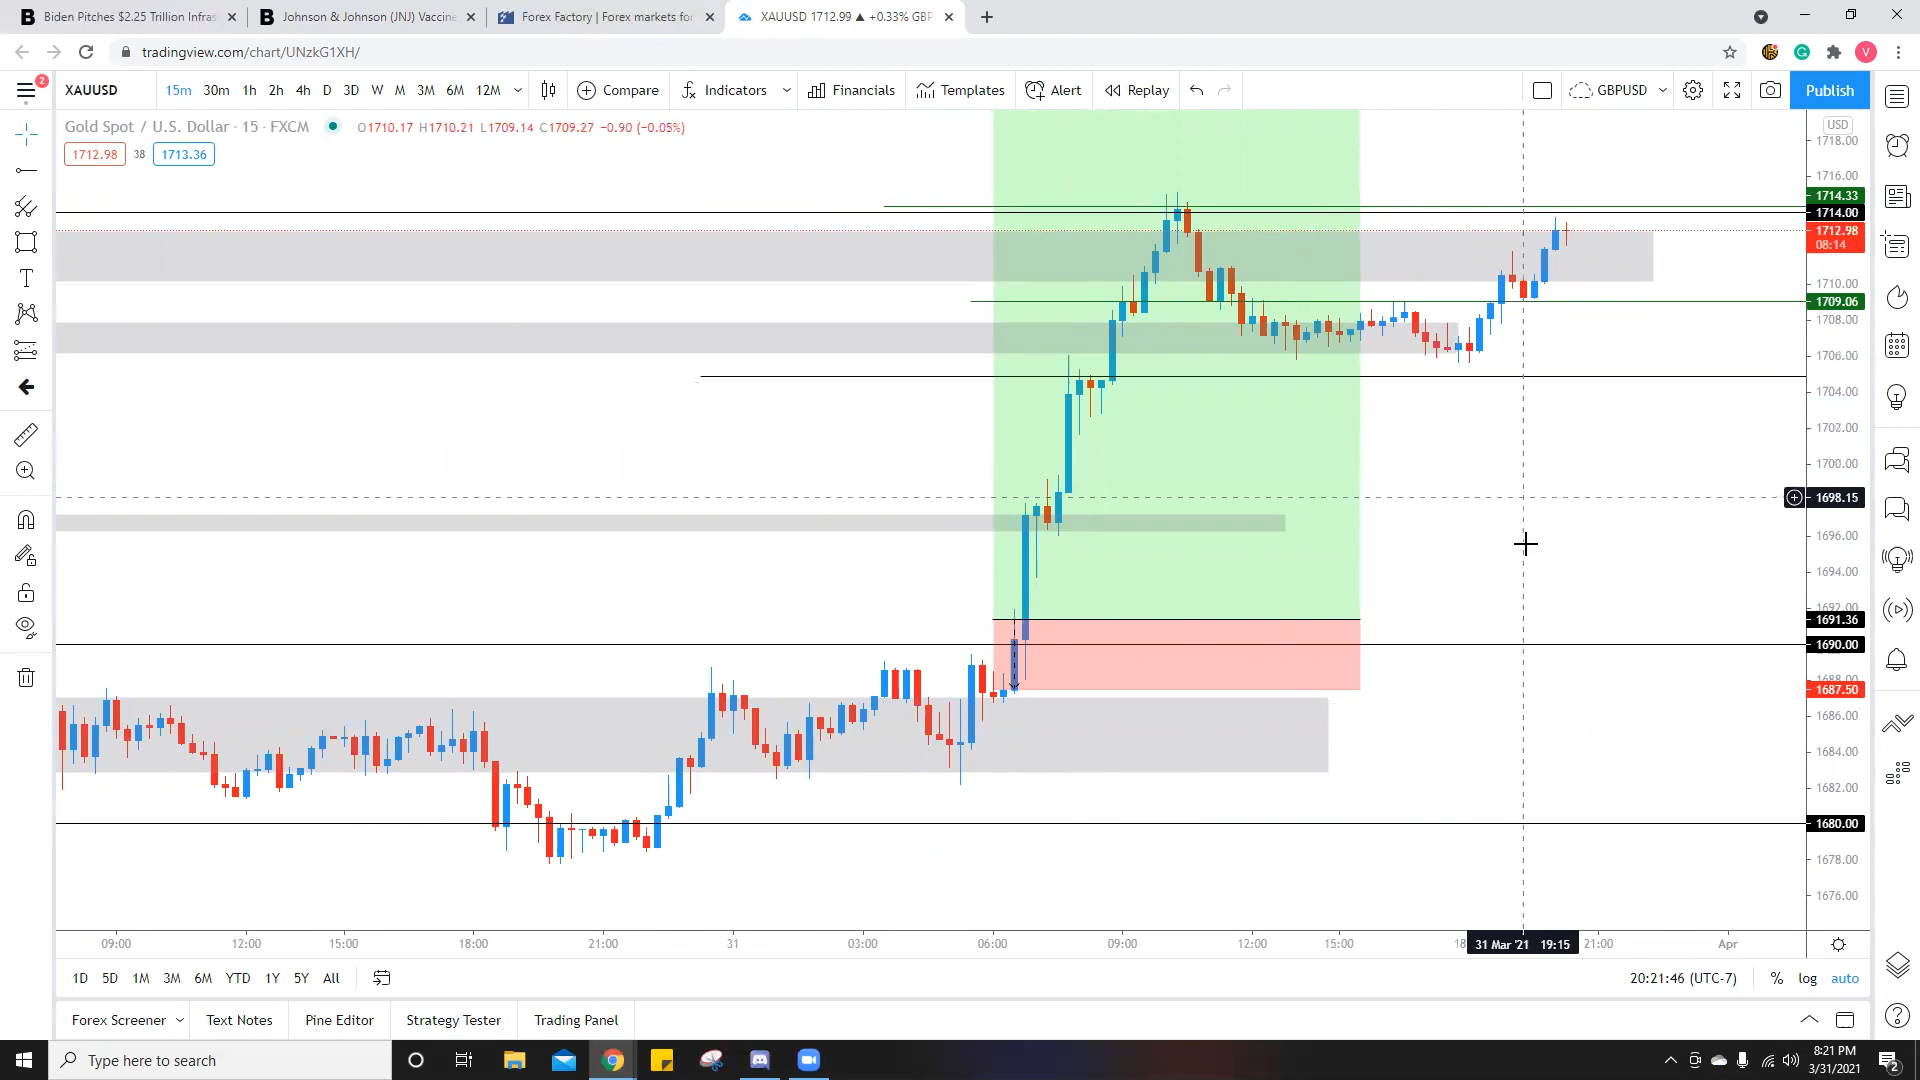 Biden Pitches $2.25 Trillion Infras
Johnson & Johnson (JNJ) Vaccine
Forex Factory | Forex markets for
XAUUSD 1712.99 ▲ +0.33% GBP
tradingview.com/chart/UNzkG1XH/
V
2
XAUUSD 15m 30m 1h 2h 4h D 3D W M 3M 6M 12M Compare Indicators Financials Templates Alert Replay GBPUSD Publish
Gold Spot / U.S. Dollar · 15 · FXCM O1710.17 H1710.21 L1709.14 C1709.27 −0.90 (−0.05%)
1712.98 38 1713.36
USD
1718.00
1716.00
1714.33
1714.00
1712.98
08:14
1710.00
1709.06
1708.00
1706.00
1704.00
1702.00
1700.00
1698.15
1696.00
1694.00
1692.00
1691.36
1690.00
1688.00
1687.50
1686.00
1684.00
1682.00
1680.00
1678.00
1676.00
09:00 12:00 15:00 18:00 21:00 31 03:00 06:00 09:00 12:00 15:00 18 31 Mar '21 19:15 21:00 Apr
1D 5D 1M 3M 6M YTD 1Y 5Y All 20:21:46 (UTC-7) % log auto
Forex Screener Text Notes Pine Editor Strategy Tester Trading Panel
Type here to search
8:21 PM
3/31/2021
2